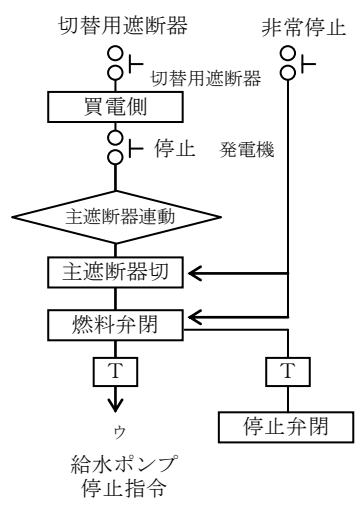 切替用遮断器
非常停止
切替用遮断器
買電側
停止
発電機
主遮断器連動
主遮断器切
燃料弁閉
T
T
ウ
停止弁閉
給水ポンプ
停止指令